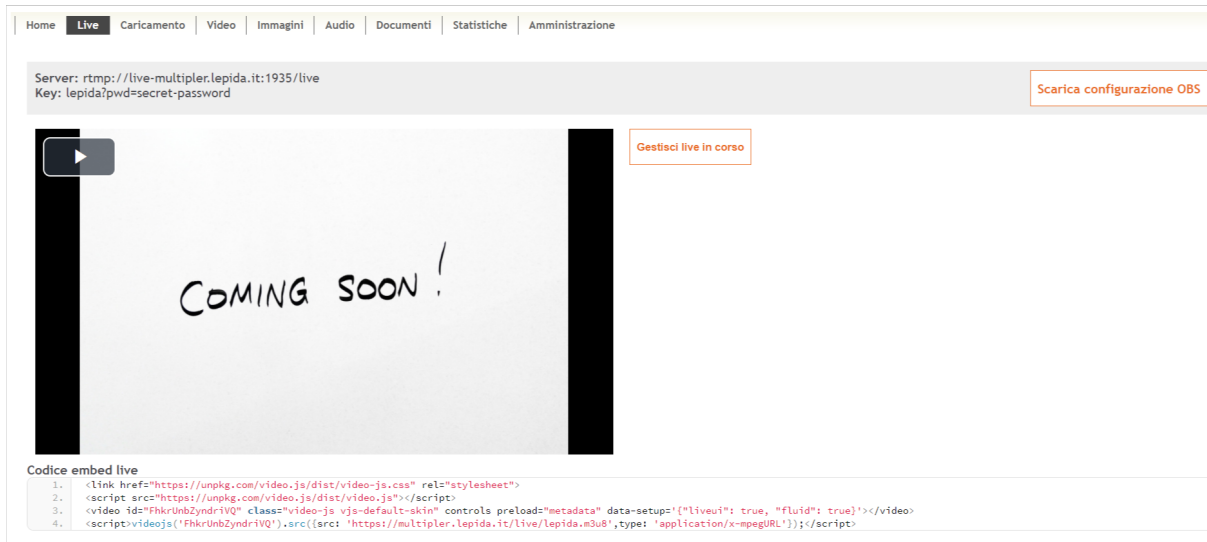 Home Live Caricamento Video Immagini Audio Documenti Statistiche Amministrazione
Server: rtmp://live-multipler.lepida.it:1935/live
Key: lepida?pwd=secret-password
Scarica configurazione OBS
Gestisci live in corso
COMING SOON!
Codice embed live
1. <link href="https://unpkg.com/video.js/dist/video-js.css" rel="stylesheet">
2. <script src="https://unpkg.com/video.js/dist/video.js"></script>
3. <video id="FhkrUnbZyndriVQ" class="video-js vjs-default-skin" controls preload="metadata" data-setup='{"liveui": true, "fluid": true}'></video>
4. <script>videojs('FhkrUnbZyndriVQ').src({src: 'https://multipler.lepida.it/live/lepida.m3u8',type: 'application/x-mpegURL'});</script>